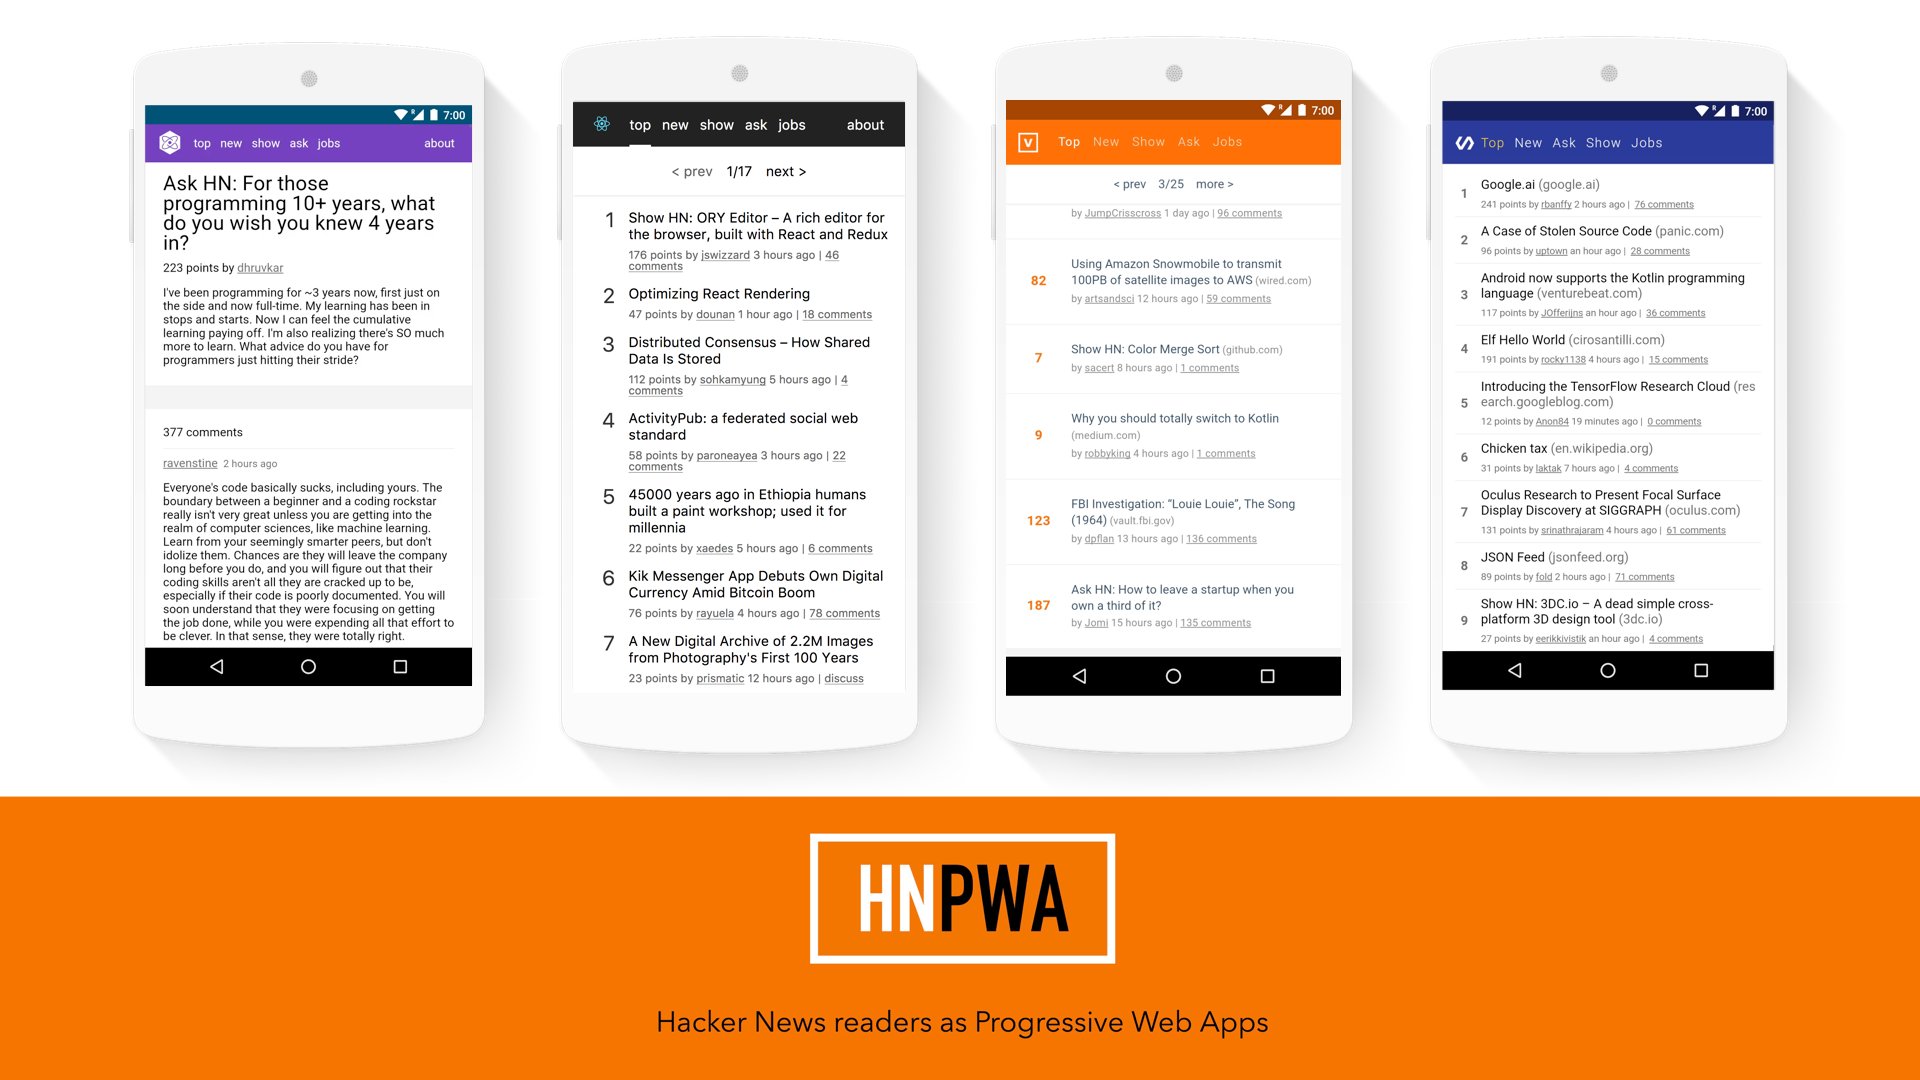 7:00
top new show ask jobs about
Ask HN: For those
programming 10+ years, what
do you wish you knew 4 years
in?
223 points by dhruvkar
I've been programming for ~3 years now, first just on
the side and now full-time. My learning has been in
stops and starts. Now I can feel the cumulative
learning paying off. I'm also realizing there's SO much
more to learn. What advice do you have for
programmers just hitting their stride?
377 comments
ravenstine 2 hours ago
Everyone's code basically sucks, including yours. The
boundary between a beginner and a coding rockstar
really isn't very great unless you are getting into the
realm of computer sciences, like machine learning.
Learn from your seemingly smarter peers, but don't
idolize them. Chances are they will leave the company
long before you do, and you will figure out that their
coding skills aren't all they are cracked up to be,
especially if their code is poorly documented. You will
soon understand that they were focusing on getting
the job done, while you were expending all that effort to
be clever. In that sense, they were totally right.
top new show ask jobs about
< prev 1/17 next >
1 Show HN: ORY Editor – A rich editor for
the browser, built with React and Redux
176 points by jswizzard 3 hours ago | 46
comments
2 Optimizing React Rendering
47 points by dounan 1 hour ago | 18 comments
3 Distributed Consensus – How Shared
Data Is Stored
112 points by sohkamyung 5 hours ago | 4
comments
4 ActivityPub: a federated social web
standard
58 points by paroneayea 3 hours ago | 22
comments
5 45000 years ago in Ethiopia humans
built a paint workshop; used it for
millennia
22 points by xaedes 5 hours ago | 6 comments
6 Kik Messenger App Debuts Own Digital
Currency Amid Bitcoin Boom
76 points by rayuela 4 hours ago | 78 comments
7 A New Digital Archive of 2.2M Images
from Photography's First 100 Years
23 points by prismatic 12 hours ago | discuss
7:00
V Top New Show Ask Jobs
< prev 3/25 more >
by JumpCrisscross 1 day ago | 96 comments
82 Using Amazon Snowmobile to transmit
100PB of satellite images to AWS (wired.com)
by artsandsci 12 hours ago | 59 comments
7 Show HN: Color Merge Sort (github.com)
by sacert 8 hours ago | 1 comments
9 Why you should totally switch to Kotlin
(medium.com)
by robbyking 4 hours ago | 1 comments
123 FBI Investigation: “Louie Louie”, The Song
(1964) (vault.fbi.gov)
by dpflan 13 hours ago | 136 comments
187 Ask HN: How to leave a startup when you
own a third of it?
by Jomi 15 hours ago | 135 comments
7:00
Top New Ask Show Jobs
1 Google.ai (google.ai)
241 points by rbanffy 2 hours ago | 76 comments
2 A Case of Stolen Source Code (panic.com)
96 points by uptown an hour ago | 28 comments
3 Android now supports the Kotlin programming
language (venturebeat.com)
117 points by JOfferijns an hour ago | 36 comments
4 Elf Hello World (cirosantilli.com)
191 points by rocky1138 4 hours ago | 15 comments
5 Introducing the TensorFlow Research Cloud (res
earch.googleblog.com)
12 points by Anon84 19 minutes ago | 0 comments
6 Chicken tax (en.wikipedia.org)
31 points by laktak 7 hours ago | 4 comments
7 Oculus Research to Present Focal Surface
Display Discovery at SIGGRAPH (oculus.com)
131 points by srinathrajaram 4 hours ago | 61 comments
8 JSON Feed (jsonfeed.org)
89 points by fold 2 hours ago | 71 comments
9 Show HN: 3DC.io – A dead simple cross-
platform 3D design tool (3dc.io)
27 points by eerikkivistik an hour ago | 4 comments
HNPWA
Hacker News readers as Progressive Web Apps